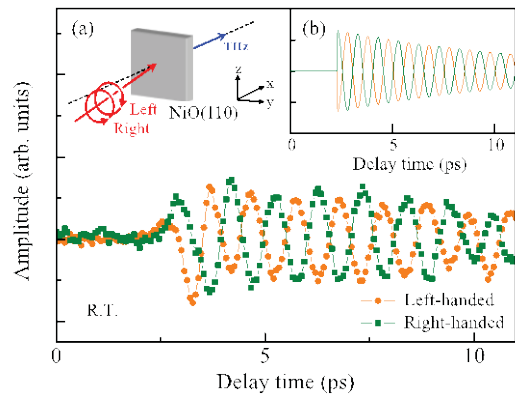 (a)
THz
z
x
y
Left
Right
NiO(110)
(b)
0
5
10
Delay time (ps)
Amplitude (arb. units)
R.T.
Left-handed
Right-handed
0
5
10
Delay time (ps)